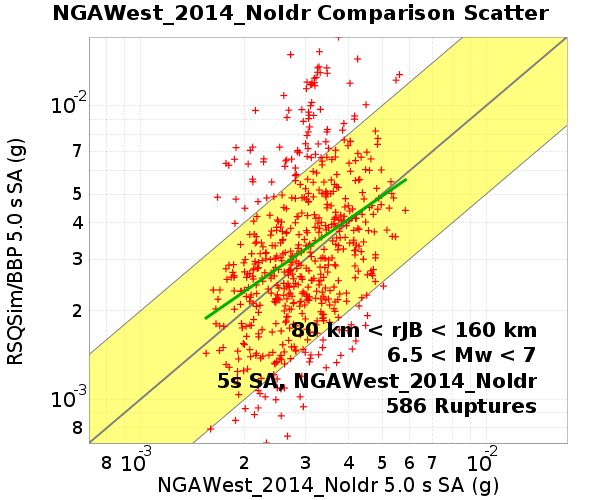 NGAWest_2014_NoIdr Comparison Scatter
RSQSim/BBP 5.0 s SA (g)
10-2
7
5
4
3
2
10-3
8
80 km < rJB < 160 km
6.5 < Mw < 7
5s SA, NGAWest_2014_NoIdr
586 Ruptures
8 10-3 2 3 4 5 6 7 10-2
NGAWest_2014_NoIdr 5.0 s SA (g)